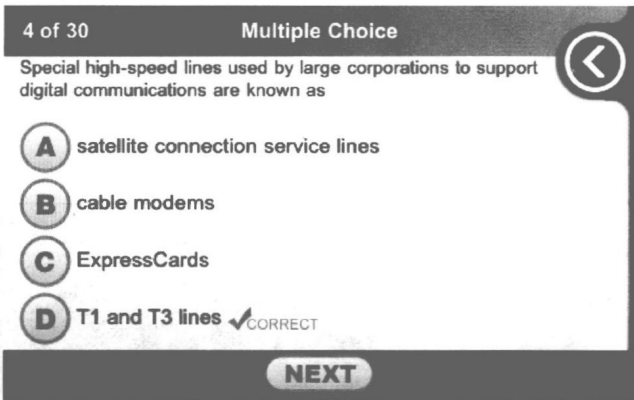 4 of 30 Multiple Choice
Special high-speed lines used by large corporations to support
digital communications are known as
A satellite connection service lines
B cable modems
C ExpressCards
D T1 and T3 lines CORRECT
NEXT